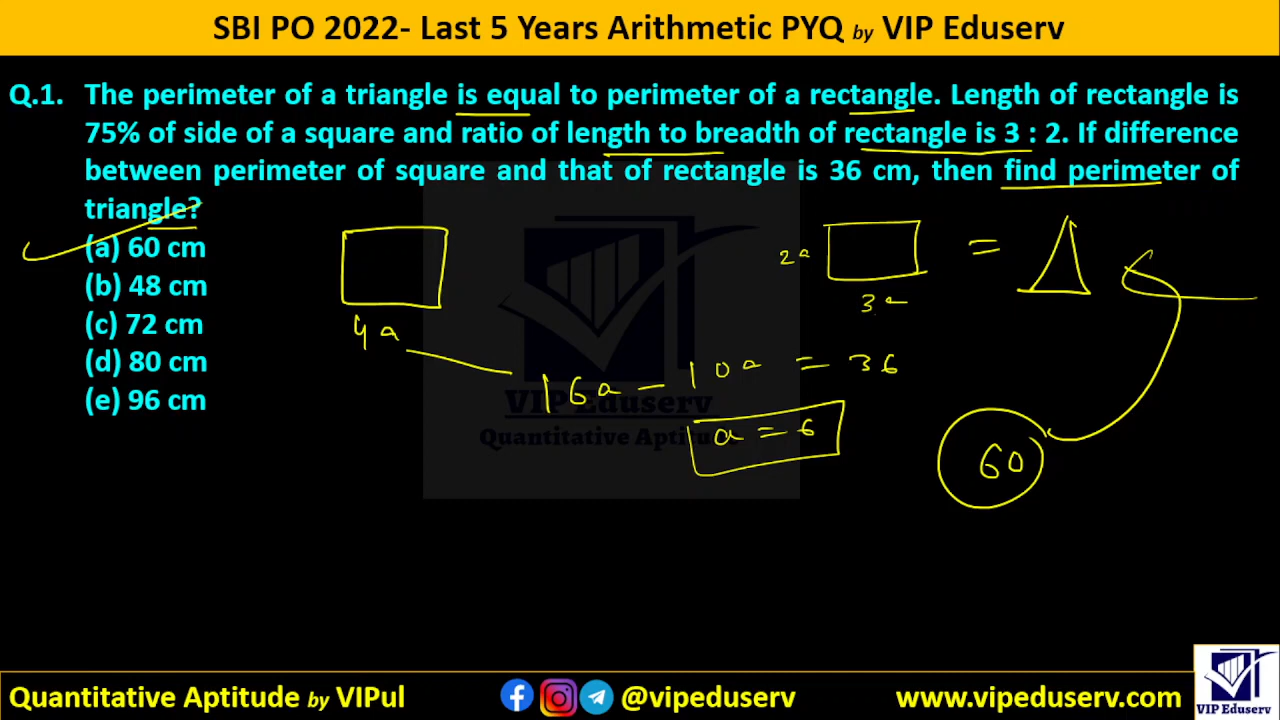 SBI PO 2022- Last 5 Years Arithmetic PYQ by VIP Eduserv
Q.1. The perimeter of a triangle is equal to perimeter of a rectangle. Length of rectangle is
75% of side of a square and ratio of length to breadth of rectangle is 3 : 2. If difference
between perimeter of square and that of rectangle is 36 cm, then find perimeter of
triangle?
(a) 60 cm
(b) 48 cm
(c) 72 cm
(d) 80 cm
(e) 96 cm
2a
=
3a
4a
16a - 10a = 36
a = 6
60
VIP Eduserv
Quantitative Aptitude
Quantitative Aptitude by VIPul
@vipeduserv
www.vipeduserv.com
VIP Eduserv